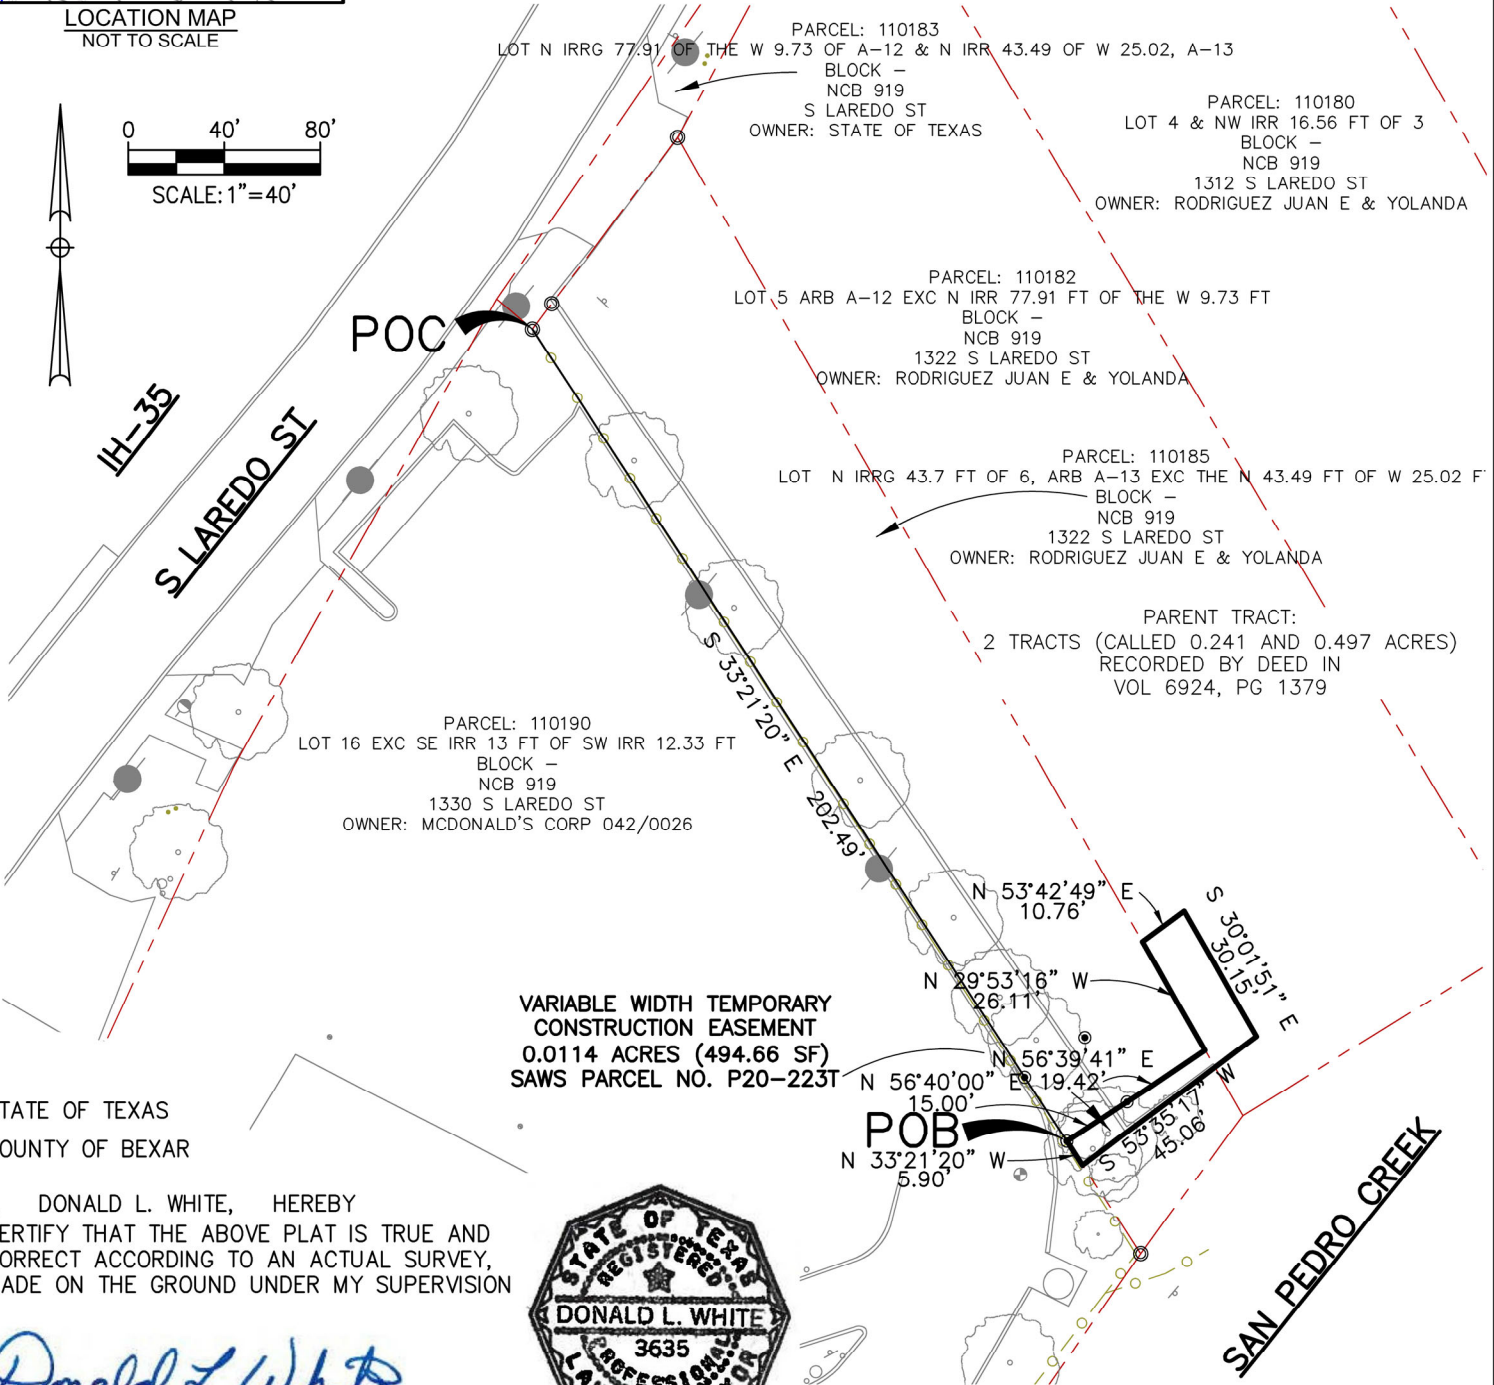 LOCATION MAP
NOT TO SCALE
0 40' 80'
SCALE: 1"=40'
PARCEL: 110183
LOT N IRRG 77.91 OF THE W 9.73 OF A-12 & N IRR 43.49 OF W 25.02, A-13
BLOCK -
NCB 919
S LAREDO ST
OWNER: STATE OF TEXAS
PARCEL: 110180
LOT 4 & NW IRR 16.56 FT OF 3
BLOCK -
NCB 919
1312 S LAREDO ST
OWNER: RODRIGUEZ JUAN E & YOLANDA
PARCEL: 110182
LOT 5 ARB A-12 EXC N IRR 77.91 FT OF THE W 9.73 FT
BLOCK -
NCB 919
1322 S LAREDO ST
OWNER: RODRIGUEZ JUAN E & YOLANDA
POC
IH-35
S LAREDO ST
PARCEL: 110185
LOT N IRRG 43.7 FT OF 6, ARB A-13 EXC THE N 43.49 FT OF W 25.02 F
BLOCK -
NCB 919
1322 S LAREDO ST
OWNER: RODRIGUEZ JUAN E & YOLANDA
PARENT TRACT:
2 TRACTS (CALLED 0.241 AND 0.497 ACRES)
RECORDED BY DEED IN
VOL 6924, PG 1379
S 33°21'20" E 202.49'
PARCEL: 110190
LOT 16 EXC SE IRR 13 FT OF SW IRR 12.33 FT
BLOCK -
NCB 919
1330 S LAREDO ST
OWNER: MCDONALD'S CORP 042/0026
N 53°42'49" E
10.76'
S 30°01'51" E
30.15'
N 29°53'16" W
26.11'
VARIABLE WIDTH TEMPORARY
CONSTRUCTION EASEMENT
0.0114 ACRES (494.66 SF)
SAWS PARCEL NO. P20-223T
N 56°39'41" E
19.42'
N 56°40'00" E
15.00'
POB
N 33°21'20" W
5.90'
S 53°35'17" W
45.06'
SAN PEDRO CREEK
TATE OF TEXAS
OUNTY OF BEXAR
DONALD L. WHITE, HEREBY
ERTIFY THAT THE ABOVE PLAT IS TRUE AND
ORRECT ACCORDING TO AN ACTUAL SURVEY,
ADE ON THE GROUND UNDER MY SUPERVISION
STATE OF TEXAS
REGISTERED
DONALD L. WHITE
3635
PROFESSIONAL
Donald L White